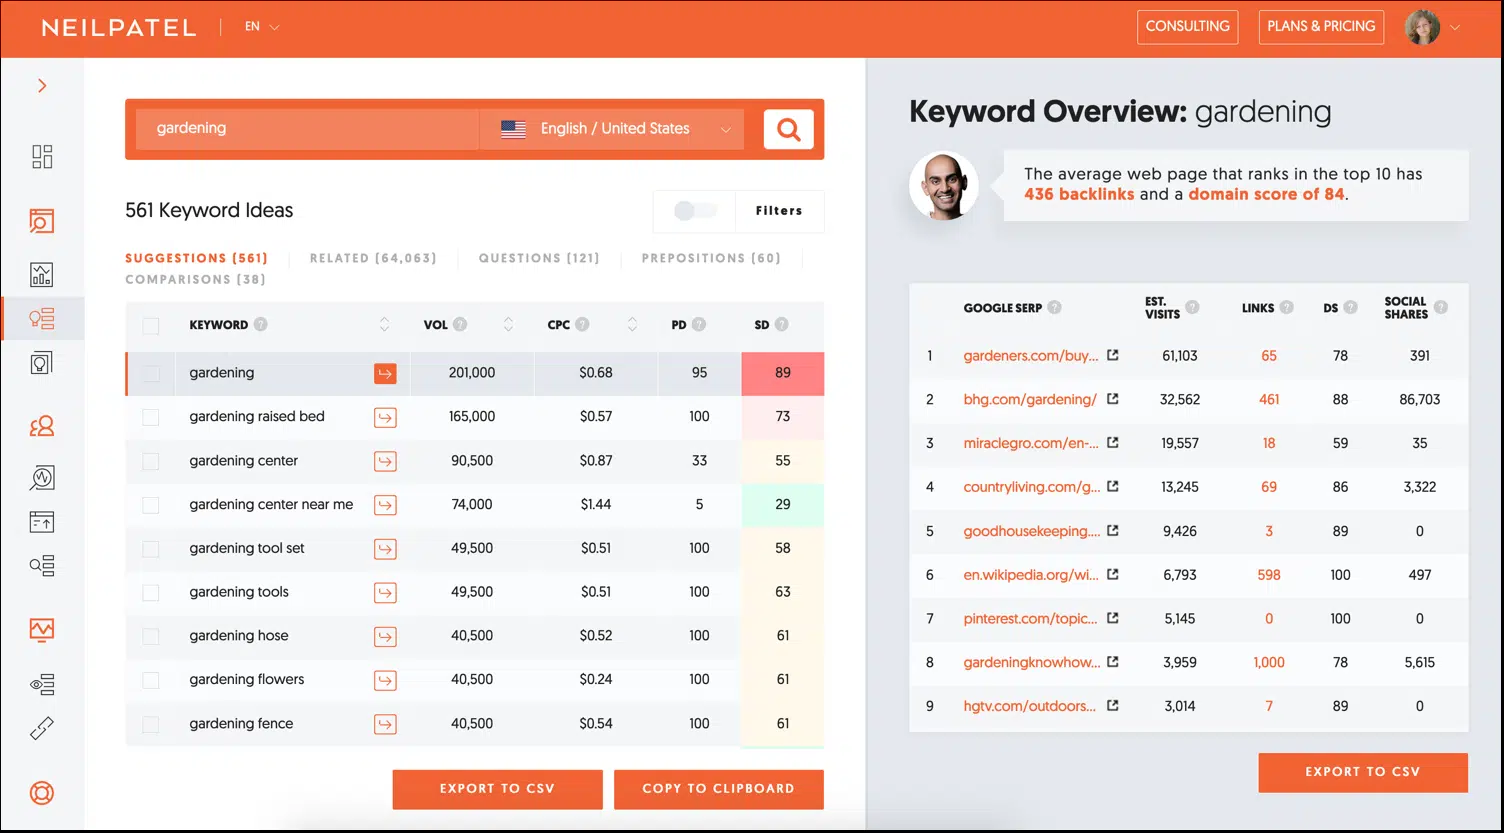 NEILPATEL EN CONSULTING PLANS & PRICING
gardening English / United States
561 Keyword Ideas Filters
SUGGESTIONS (561) RELATED (64,063) QUESTIONS (121) PREPOSITIONS (60)
COMPARISONS (38)
KEYWORD ? VOL ? CPC ? PD ? SD ?
gardening 201,000 $0.68 95 89
gardening raised bed 165,000 $0.57 100 73
gardening center 90,500 $0.87 33 55
gardening center near me 74,000 $1.44 5 29
gardening tool set 49,500 $0.51 100 58
gardening tools 49,500 $0.51 100 63
gardening hose 40,500 $0.52 100 61
gardening flowers 40,500 $0.24 100 61
gardening fence 40,500 $0.54 100 61
EXPORT TO CSV COPY TO CLIPBOARD
Keyword Overview: gardening
The average web page that ranks in the top 10 has
436 backlinks and a domain score of 84.
GOOGLE SERP ? EST. VISITS ? LINKS ? DS ? SOCIAL SHARES ?
1 gardeners.com/buy... 61,103 65 78 391
2 bhg.com/gardening/ 32,562 461 88 86,703
3 miraclegro.com/en-... 19,557 18 59 35
4 countryliving.com/g... 13,245 69 86 3,322
5 goodhousekeeping.... 9,426 3 89 0
6 en.wikipedia.org/wi... 6,793 598 100 497
7 pinterest.com/topic... 5,145 0 100 0
8 gardeningknowhow... 3,959 1,000 78 5,615
9 hgtv.com/outdoors... 3,014 7 89 0
EXPORT TO CSV